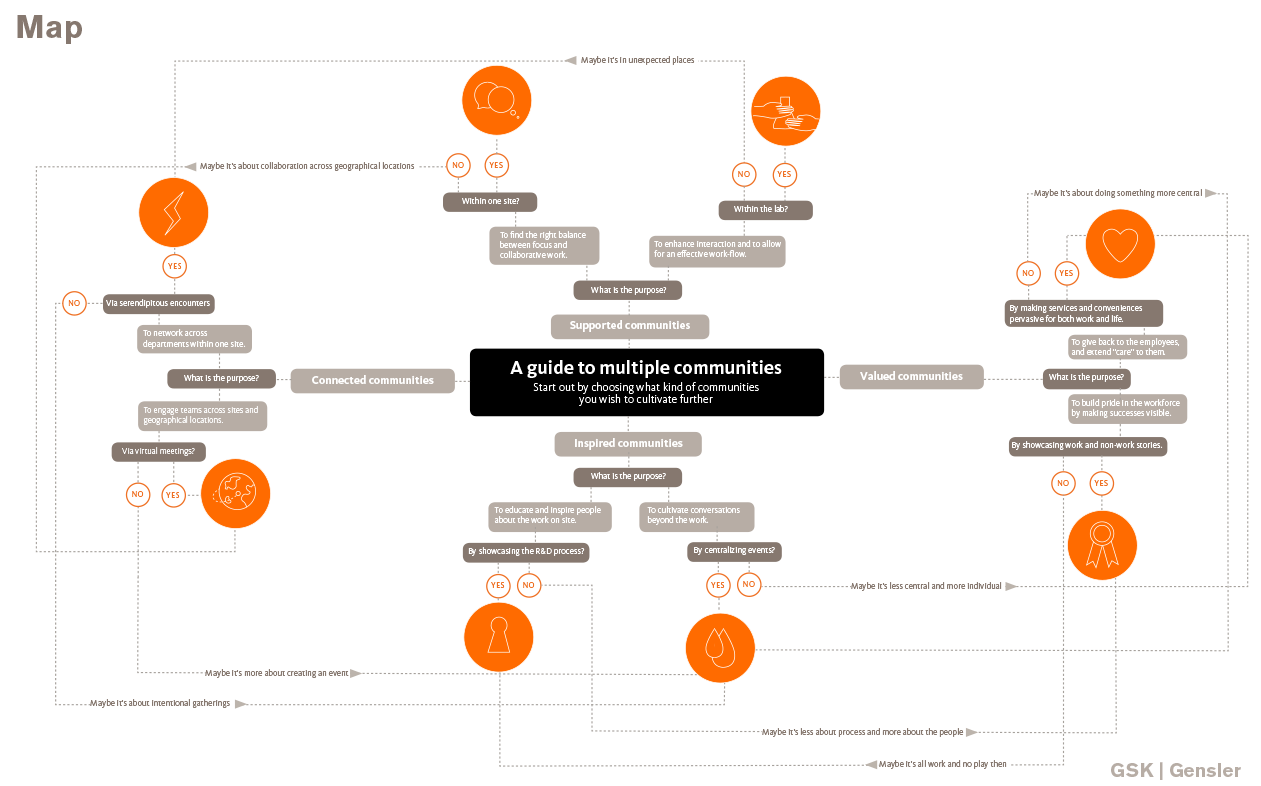 Map
Maybe it's in unexpected places
Maybe it's about collaboration across geographical locations
NO
YES
NO
YES
Within one site?
Within the lab?
Maybe it's about doing something more central
To find the right balance
between focus and
collaborative work.
To enhance interaction and to allow
for an effective work-flow.
What is the purpose?
Supported communities
YES
NO
Via serendipitous encounters
To network across
departments within one site.
What is the purpose?
Connected communities
To engage teams across sites and
geographical locations.
Via virtual meetings?
NO
YES
A guide to multiple communities
Start out by choosing what kind of communities
you wish to cultivate further
NO
YES
By making services and conveniences
pervasive for both work and life.
To give back to the employees,
and extend "care" to them.
Valued communities
What is the purpose?
To build pride in the workforce
by making successes visible.
By showcasing work and non-work stories.
NO
YES
Inspired communities
What is the purpose?
To educate and inspire people
about the work on site.
To cultivate conversations
beyond the work.
By showcasing the R&D process?
By centralizing events?
YES
NO
YES
NO
Maybe it's less central and more individual
Maybe it's more about creating an event
Maybe it's about intentional gatherings
Maybe it's less about process and more about the people
Maybe it's all work and no play then
GSK | Gensler